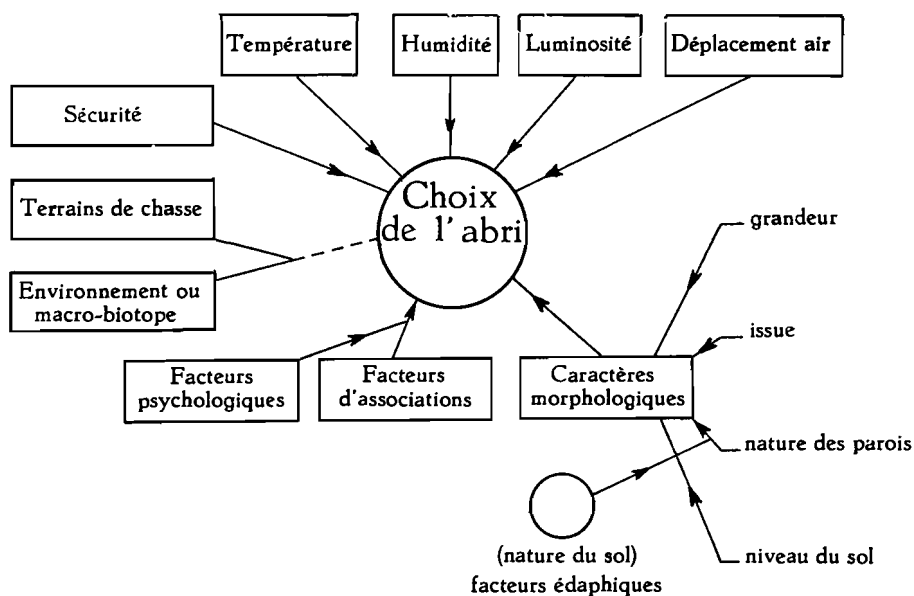 Température
Humidité
Luminosité
Déplacement air
Sécurité
Choix
de l'abri
Terrains de chasse
grandeur
Environnement ou
macro-biotope
issue
Facteurs
psychologiques
Facteurs
d'associations
Caractères
morphologiques
nature des parois
(nature du sol)
facteurs édaphiques
niveau du sol